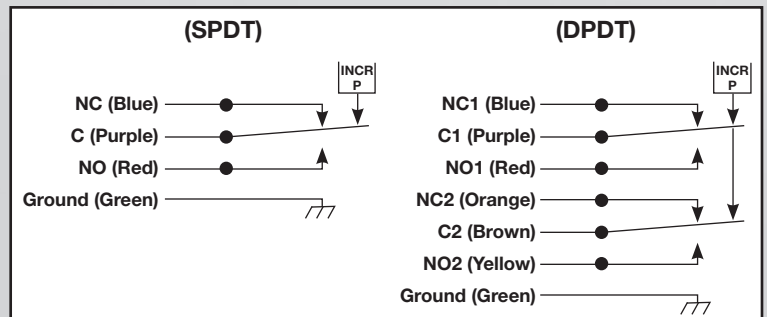 (SPDT)
INCR
P
NC (Blue)
C (Purple)
NO (Red)
Ground (Green)
(DPDT)
INCR
P
NC1 (Blue)
C1 (Purple)
NO1 (Red)
NC2 (Orange)
C2 (Brown)
NO2 (Yellow)
Ground (Green)